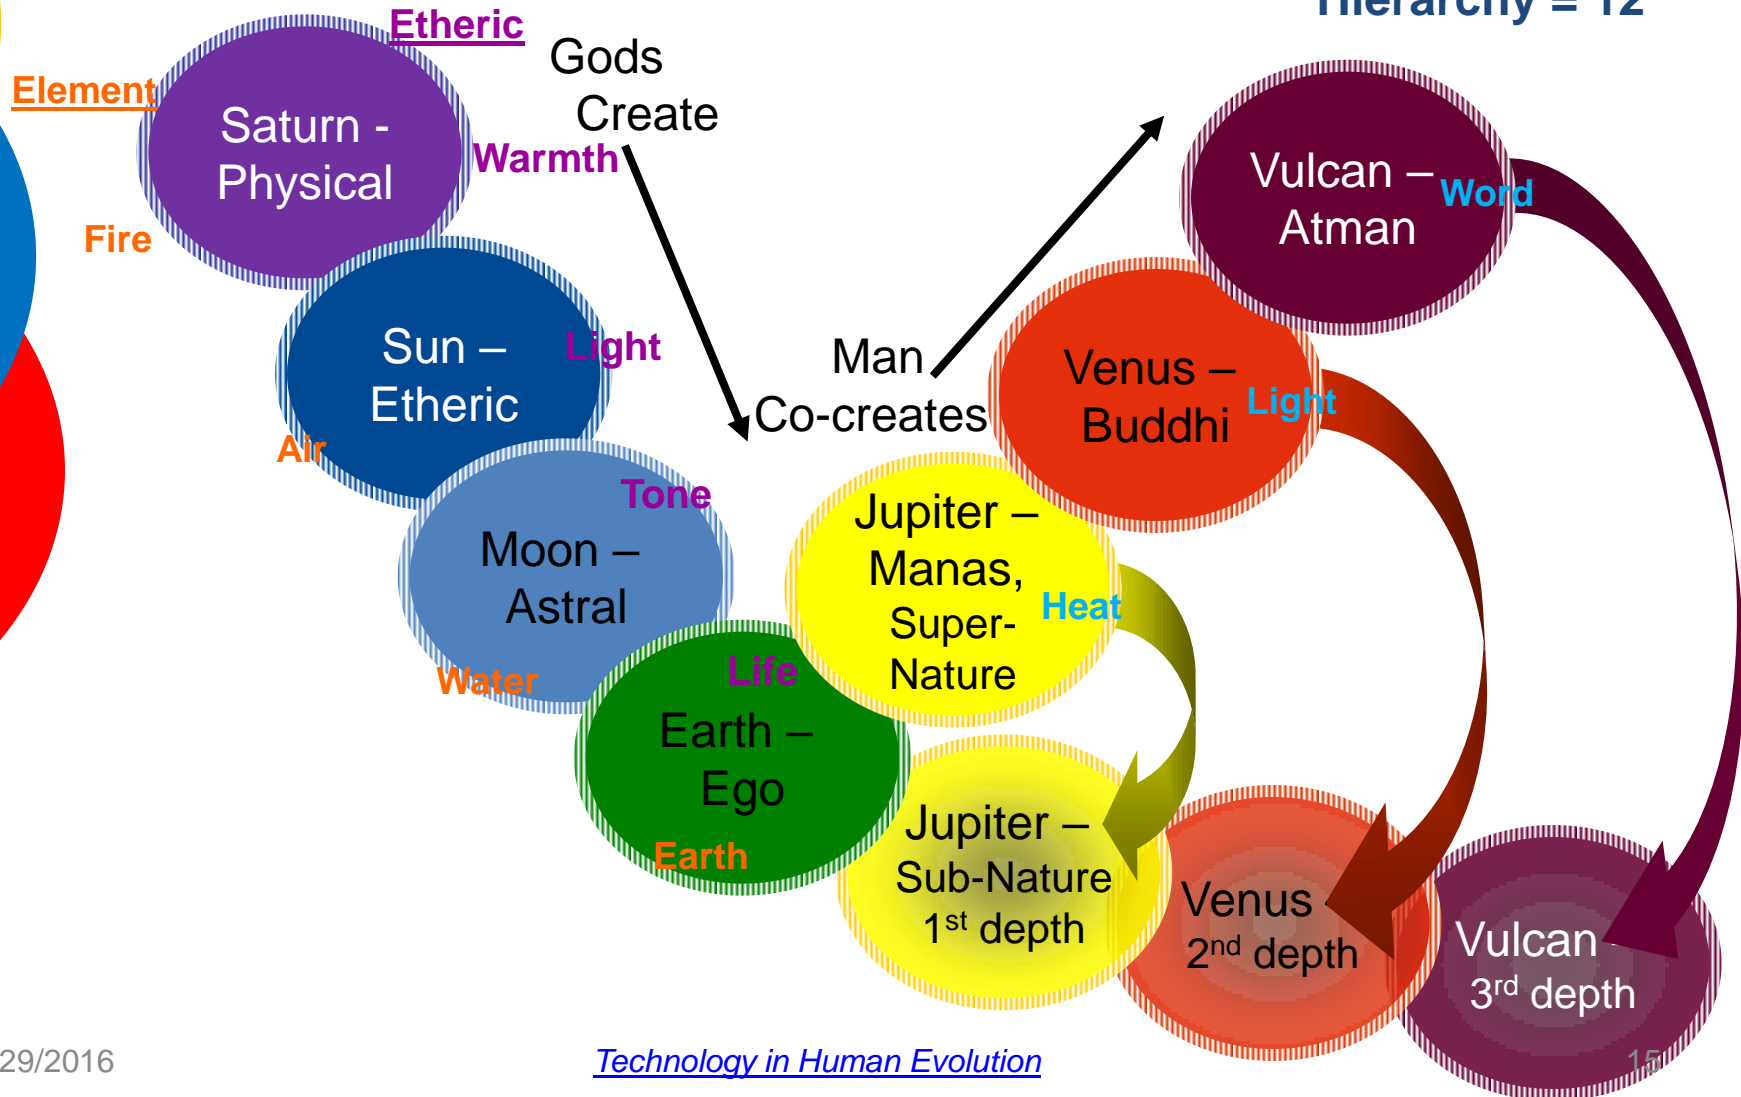 Hierarchy = 12
Etheric
Element
Gods
Create
Saturn -
Physical
Warmth
Fire
Vulcan –
Atman
Word
Sun –
Etheric
Light
Air
Man
Co-creates
Venus –
Buddhi
Light
Moon –
Astral
Tone
Water
Jupiter –
Manas,
Super-
Nature
Heat
Life
Earth –
Ego
Earth
Jupiter –
Sub-Nature
1st depth
Venus -
2nd depth
Vulcan -
3rd depth
29/2016
Technology in Human Evolution
15